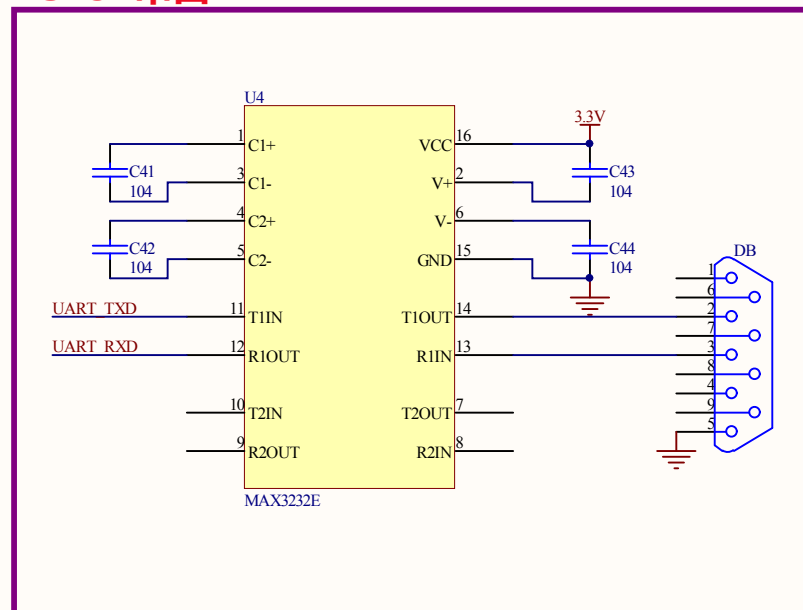 U4
3.3V
1 C1+ VCC 16
C41
104
3 C1- V+ 2
C43
104
4 C2+ V- 6
C42
104
5 C2- GND 15
C44
104
DB
UART_TXD 11 T1IN T1OUT 14
UART_RXD 12 R1OUT R1IN 13
10 T2IN T2OUT 7
9 R2OUT R2IN 8
1
6
2
7
3
8
4
9
5
MAX3232E